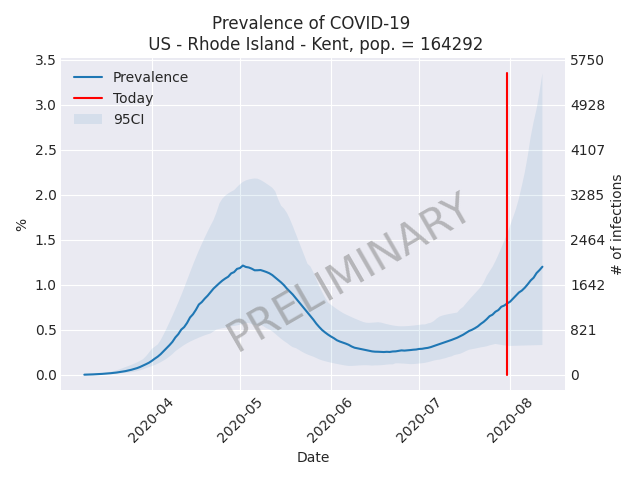 Prevalence of COVID-19
US - Rhode Island - Kent, pop. = 164292
Prevalence
Today
95CI
PRELIMINARY
%
3.5
3.0
2.5
2.0
1.5
1.0
0.5
0.0
5750
4928
4107
3285
2464
1642
821
0
# of infections
2020-04
2020-05
2020-06
2020-07
2020-08
Date